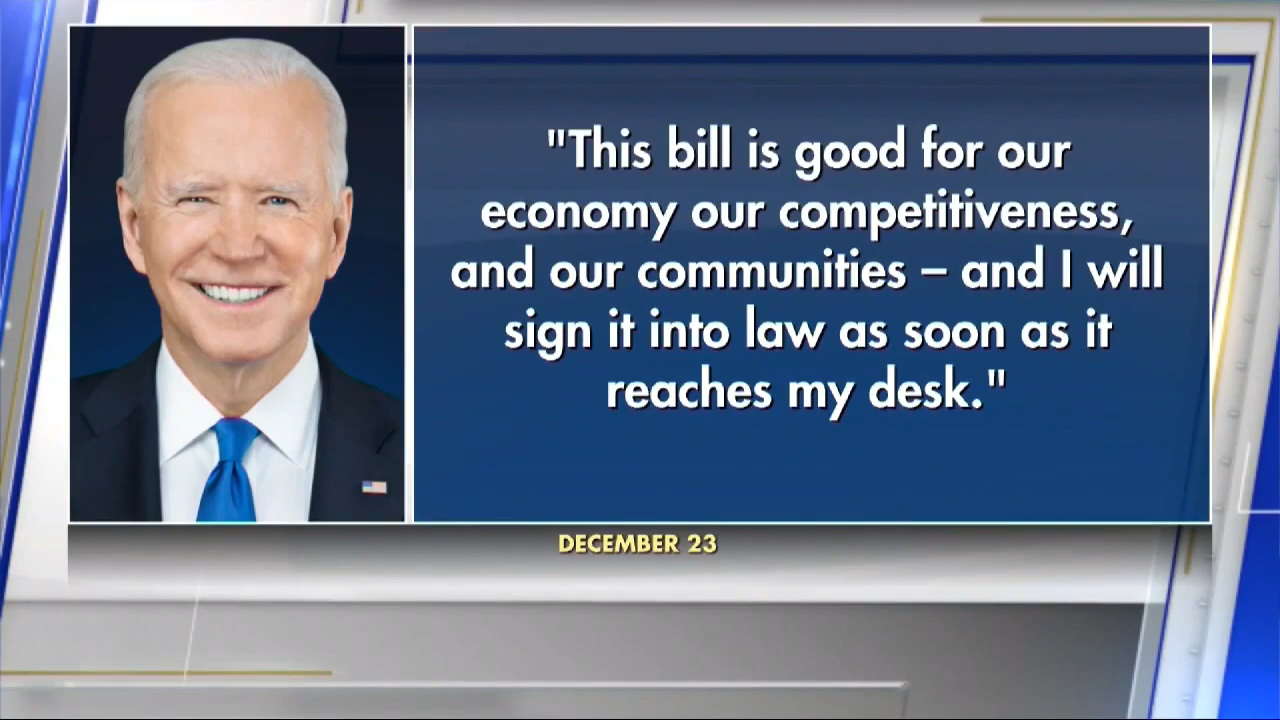 "This bill is good for our
economy our competitiveness,
and our communities – and I will
sign it into law as soon as it
reaches my desk."
DECEMBER 23